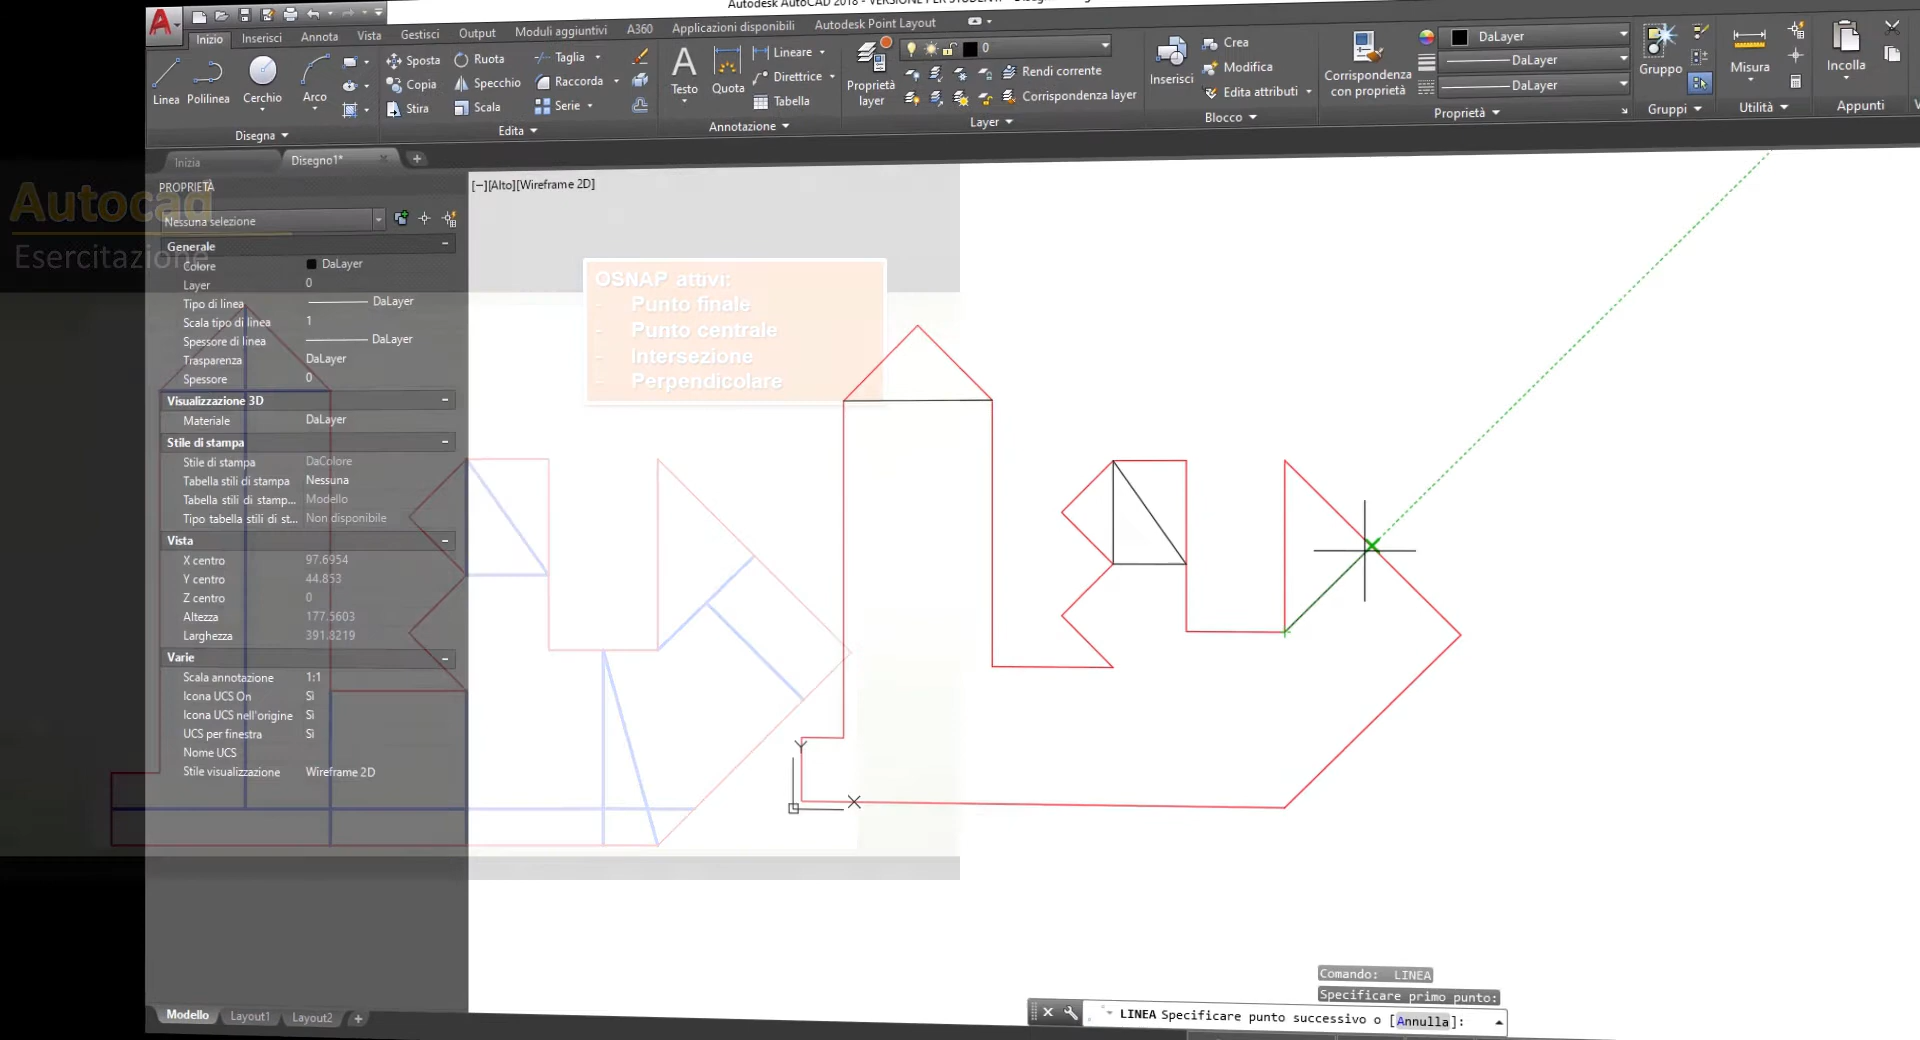 Autodesk AutoCAD 2018 - VERSIONE PER STUDENTI -
Inizio Inserisci Annota Vista Gestisci Output Moduli aggiuntivi A360 Applicazioni disponibili Autodesk Point Layout
Linea Polilinea Cerchio Arco
Disegna
Sposta Ruota Taglia
Copia Specchio Raccorda
Stira Scala Serie
Edita
Testo Quota
Lineare
Direttrice
Tabella
Annotazione
Proprietà
layer
0
Rendi corrente
Corrispondenza layer
Layer
Inserisci
Crea
Modifica
Edita attributi
Blocco
Corrispondenza
con proprietà
DaLayer
DaLayer
DaLayer
Proprietà
Gruppo
Gruppi
Misura
Utilità
Incolla
Appunti
Inizia Disegno1*
PROPRIETÀ
Autocad
Esercitazione
Nessuna selezione
Generale
Colore DaLayer
Layer 0
Tipo di linea DaLayer
Scala tipo di linea 1
Spessore di linea DaLayer
Trasparenza DaLayer
Spessore 0
Visualizzazione 3D
Materiale DaLayer
Stile di stampa
Stile di stampa DaColore
Tabella stili di stampa Nessuna
Tabella stili di stamp... Modello
Tipo tabella stili di st... Non disponibile
Vista
X centro 97.6954
Y centro 44.853
Z centro 0
Altezza 177.5603
Larghezza 391.8219
Varie
Scala annotazione 1:1
Icona UCS On Sì
Icona UCS nell'origine Sì
UCS per finestra Sì
Nome UCS
Stile visualizzazione Wireframe 2D
[−][Alto][Wireframe 2D]
OSNAP attivi:
- Punto finale
- Punto centrale
- Intersezione
- Perpendicolare
Y
X
Comando: LINEA
Specificare primo punto:
LINEA Specificare punto successivo o [Annulla]:
Modello Layout1 Layout2